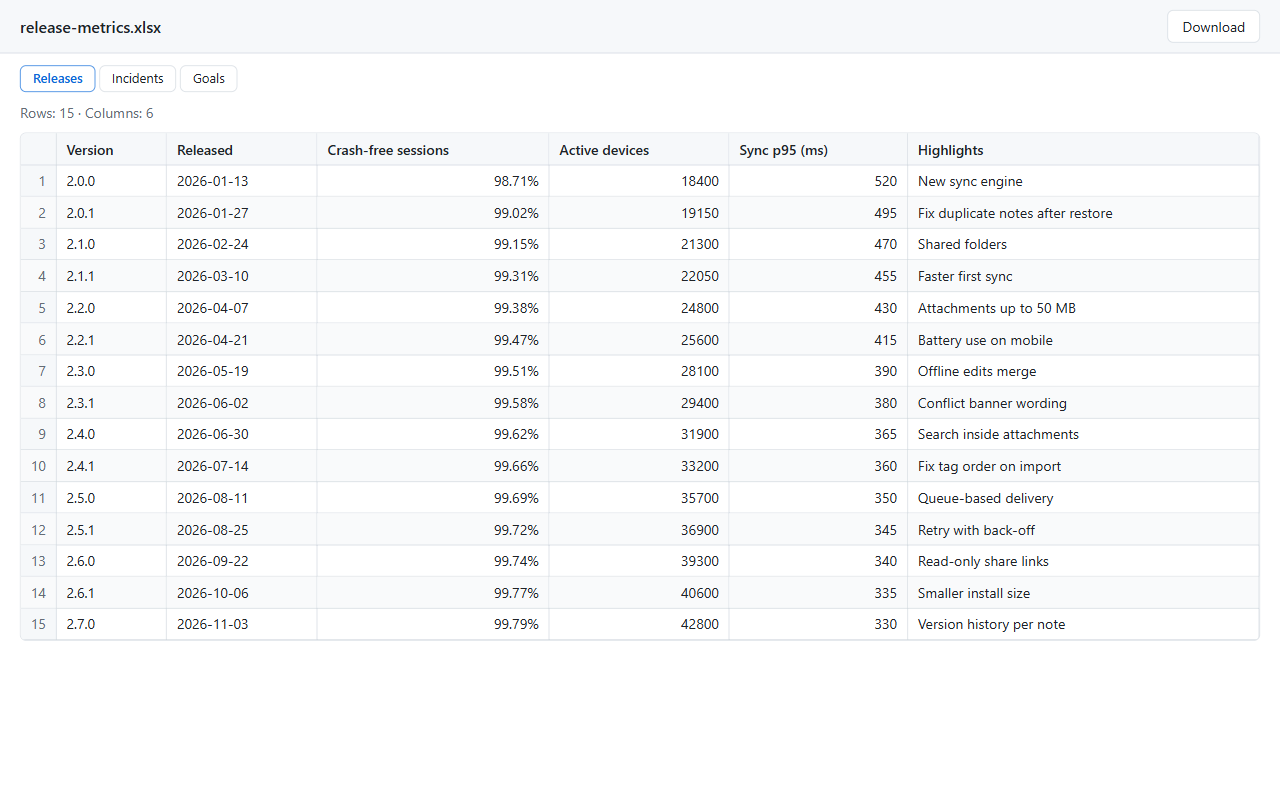 release-metrics.xlsx
Download
Releases Incidents Goals
Rows: 15 · Columns: 6
Version Released Crash-free sessions Active devices Sync p95 (ms) Highlights
1 2.0.0 2026-01-13 98.71% 18400 520 New sync engine
2 2.0.1 2026-01-27 99.02% 19150 495 Fix duplicate notes after restore
3 2.1.0 2026-02-24 99.15% 21300 470 Shared folders
4 2.1.1 2026-03-10 99.31% 22050 455 Faster first sync
5 2.2.0 2026-04-07 99.38% 24800 430 Attachments up to 50 MB
6 2.2.1 2026-04-21 99.47% 25600 415 Battery use on mobile
7 2.3.0 2026-05-19 99.51% 28100 390 Offline edits merge
8 2.3.1 2026-06-02 99.58% 29400 380 Conflict banner wording
9 2.4.0 2026-06-30 99.62% 31900 365 Search inside attachments
10 2.4.1 2026-07-14 99.66% 33200 360 Fix tag order on import
11 2.5.0 2026-08-11 99.69% 35700 350 Queue-based delivery
12 2.5.1 2026-08-25 99.72% 36900 345 Retry with back-off
13 2.6.0 2026-09-22 99.74% 39300 340 Read-only share links
14 2.6.1 2026-10-06 99.77% 40600 335 Smaller install size
15 2.7.0 2026-11-03 99.79% 42800 330 Version history per note